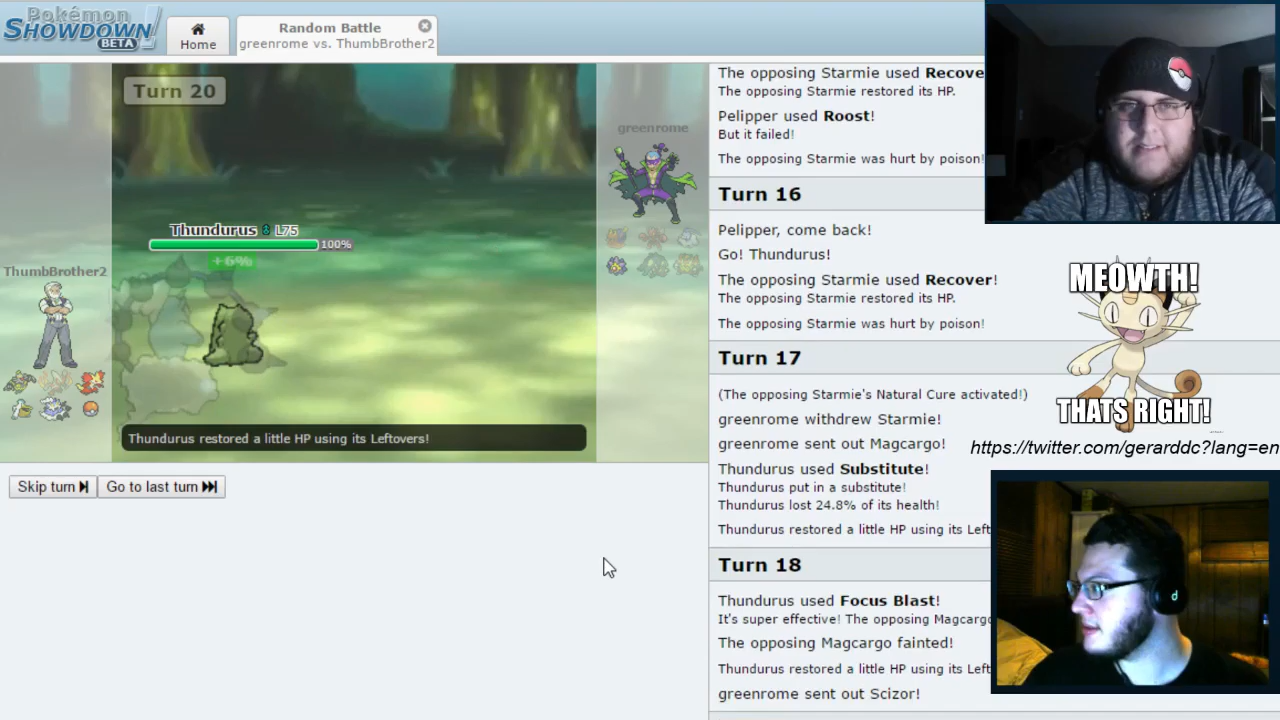 Pokémon
SHOWDOWN!
BETA
Home
Random Battle
greenrome vs. ThumbBrother2
Turn 20
greenrome
Thundurus L75
100%
+6%
ThumbBrother2
Thundurus restored a little HP using its Leftovers!
Skip turn
Go to last turn
The opposing Starmie used Recove
The opposing Starmie restored its HP.
Pelipper used Roost!
But it failed!
The opposing Starmie was hurt by poison!
Turn 16
Pelipper, come back!
Go! Thundurus!
The opposing Starmie used Recover!
The opposing Starmie restored its HP.
The opposing Starmie was hurt by poison!
Turn 17
(The opposing Starmie's Natural Cure activated!)
greenrome withdrew Starmie!
greenrome sent out Magcargo!
Thundurus used Substitute!
Thundurus put in a substitute!
Thundurus lost 24.8% of its health!
Thundurus restored a little HP using its Left
Turn 18
Thundurus used Focus Blast!
It's super effective! The opposing Magcargo
The opposing Magcargo fainted!
Thundurus restored a little HP using its Left
greenrome sent out Scizor!
MEOWTH!
THATS RIGHT!
https://twitter.com/gerarddc?lang=en